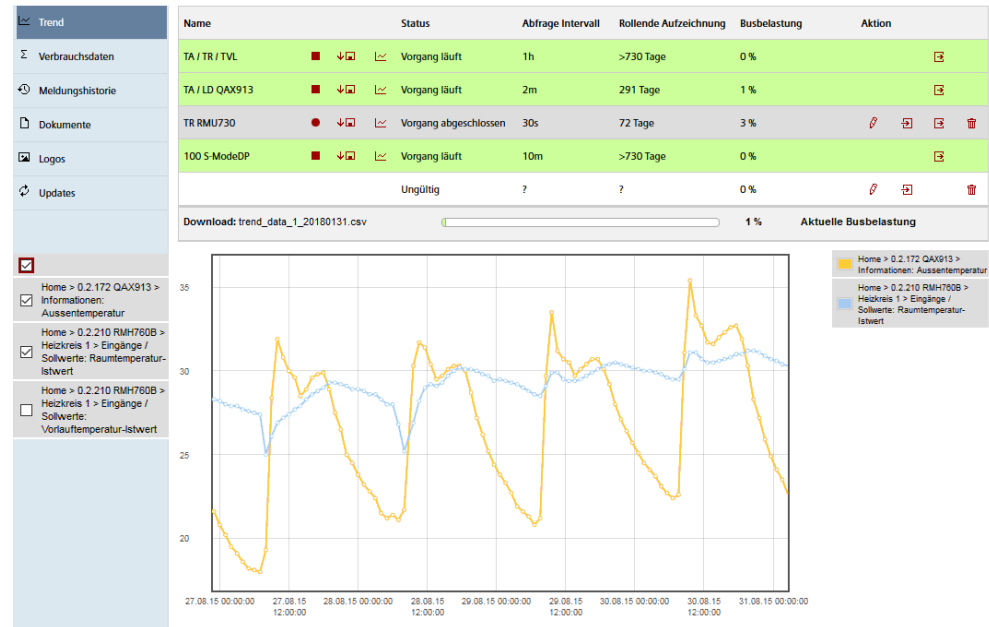 Trend
Verbrauchsdaten
Meldungshistorie
Dokumente
Logos
Updates
Name Status Abfrage Intervall Rollende Aufzeichnung Busbelastung Aktion
TA / TR / TVL Vorgang läuft 1h >730 Tage 0 %
TA / LD QAX913 Vorgang läuft 2m 291 Tage 1 %
TR RMU730 Vorgang abgeschlossen 30s 72 Tage 3 %
100 S-ModeDP Vorgang läuft 10m >730 Tage 0 %
Ungültig ? ? 0 %
Download: trend_data_1_20180131.csv 1 % Aktuelle Busbelastung
Home > 0.2.172 QAX913 >
Informationen:
Aussentemperatur
Home > 0.2.210 RMH760B >
Heizkreis 1 > Eingänge /
Sollwerte: Raumtemperatur-
Istwert
Home > 0.2.210 RMH760B >
Heizkreis 1 > Eingänge /
Sollwerte:
Vorlauftemperatur-Istwert
35
30
25
20
27.08.15 00:00:00
27.08.15
12:00:00
28.08.15 00:00:00
28.08.15
12:00:00
29.08.15 00:00:00
29.08.15
12:00:00
30.08.15 00:00:00
30.08.15
12:00:00
31.08.15 00:00:00
Home > 0.2.172 QAX913 >
Informationen: Aussentemperatur
Home > 0.2.210 RMH760B >
Heizkreis 1 > Eingänge /
Sollwerte: Raumtemperatur-
Istwert